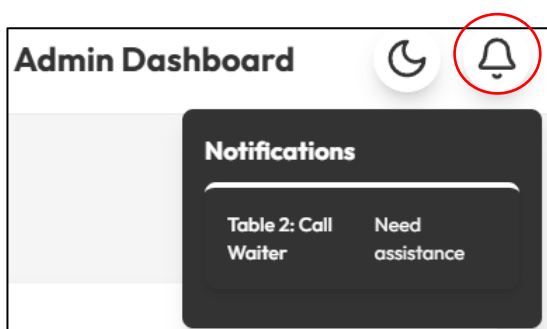 Admin Dashboard
Notifications
Table 2: Call Need
Waiter assistance